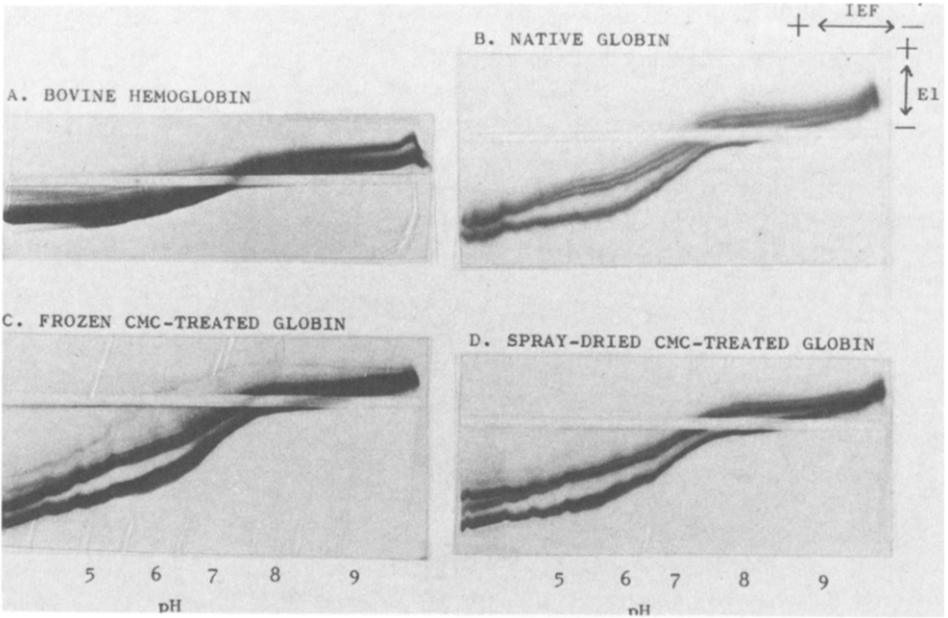 + IEF −
B. NATIVE GLOBIN
+
El
−
A. BOVINE HEMOGLOBIN
C. FROZEN CMC-TREATED GLOBIN
D. SPRAY-DRIED CMC-TREATED GLOBIN
5 6 7 8 9
pH
5 6 7 8 9
pH